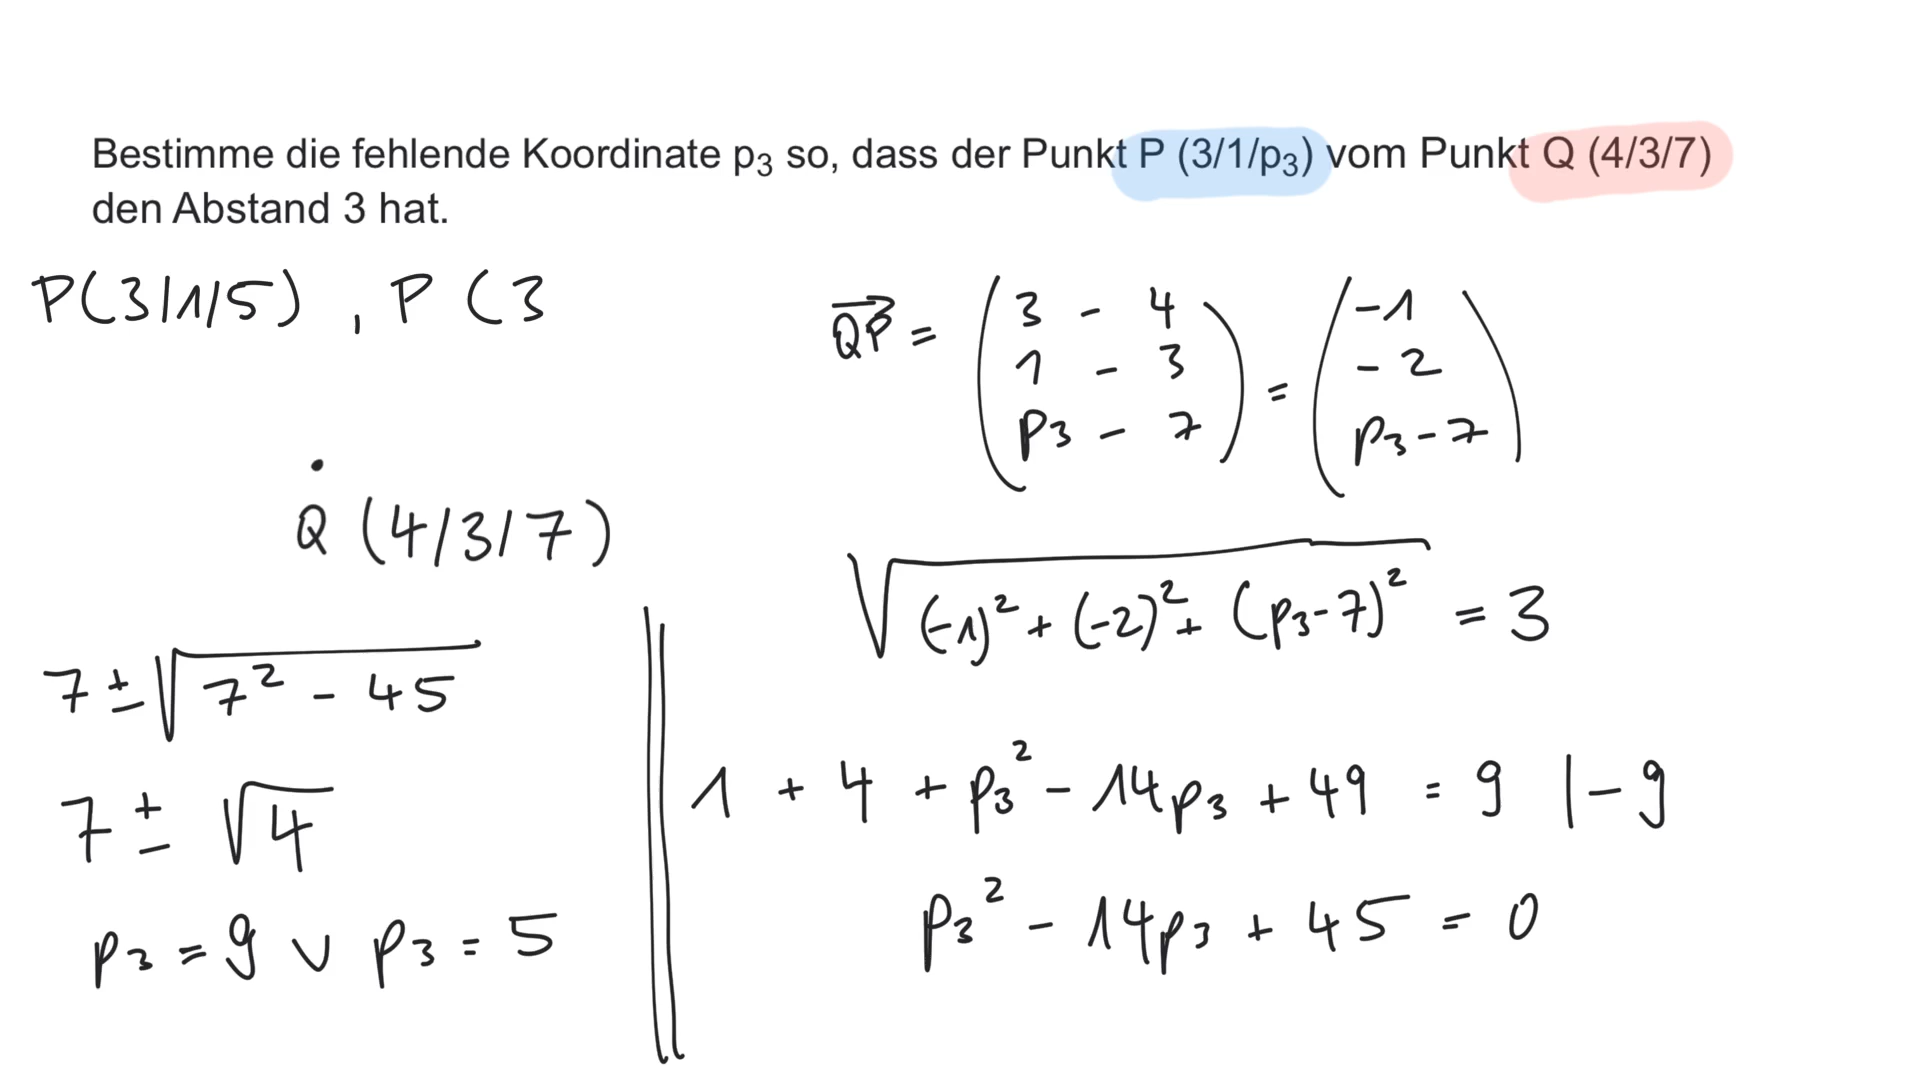 Bestimme die fehlende Koordinate p₃ so, dass der Punkt P (3/1/p₃) vom Punkt Q (4/3/7)
den Abstand 3 hat.
P(3/1/5) , P (3
Q (4/3/7)
7 ± √(7² - 45)
7 ± √4
p₃ = 9 ∨ p₃ = 5
QP⃗ = (3 - 4
1 - 3
p₃ - 7) = (-1
-2
p₃-7)
√((-1)² + (-2)² + (p₃-7)²) = 3
1 + 4 + p₃² - 14p₃ + 49 = 9 |-9
p₃² - 14p₃ + 45 = 0